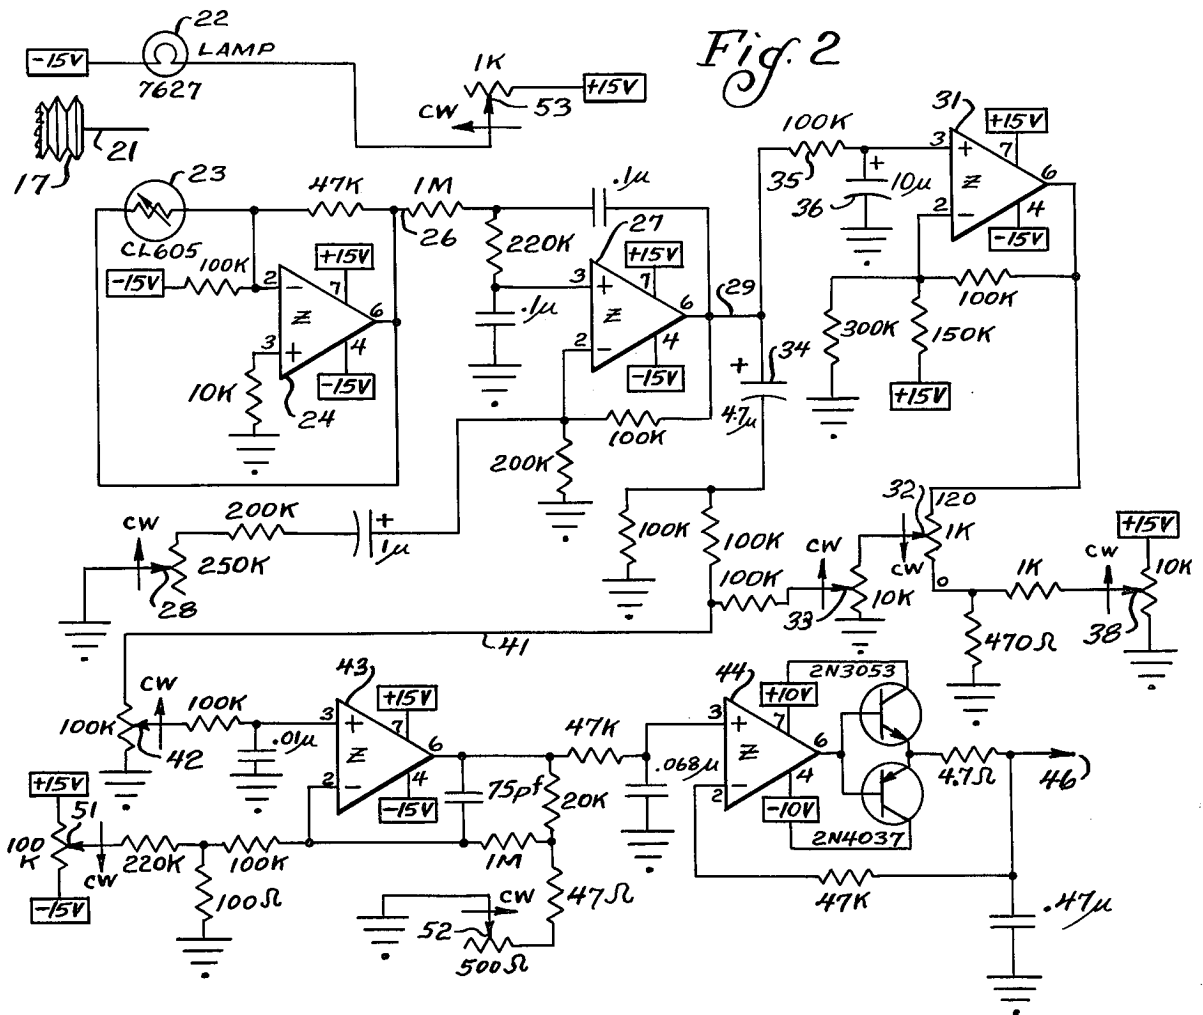 Fig. 2
22
-15V
LAMP
7627
1K
+15V
53
CW
21
17
23
CL605
47K
1M
26
.1µ
220K
27
+15V
31
+15V
100K
35
3
+
7
6
Z
10µ
36
2
-
4
-15V
-15V
100K
2
-
+15V
7
6
Z
3
+
4
-15V
10K
24
.1µ
3
+
7
6
Z
2
-
4
-15V
29
300K
150K
100K
+15V
+
34
4.7µ
100K
200K
CW
200K
+
1µ
250K
28
100K
100K
100K
CW
33
10K
32
120
1K
CW
0
1K
CW
+15V
10K
38
470Ω
41
CW
100K
42
100K
.01µ
43
+15V
3
+
7
6
Z
2
-
4
-15V
75pf
47K
20K
.068µ
44
+10V
2N3053
3
+
7
6
Z
2
-
4
-10V
2N4037
4.7Ω
46
+15V
51
100
K
CW
-15V
220K
100K
100Ω
1M
47Ω
CW
52
500Ω
47K
.47µ